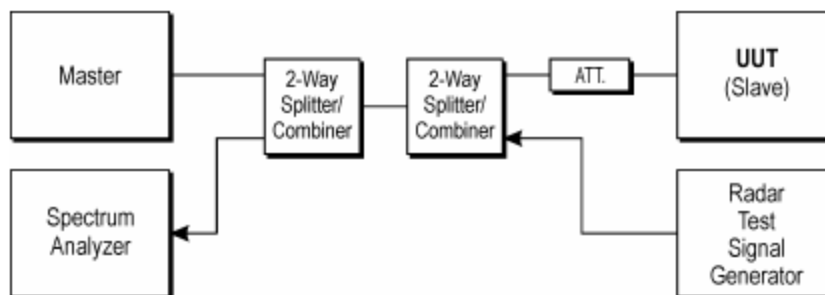 Master
2-Way
Splitter/
Combiner
2-Way
Splitter/
Combiner
ATT.
UUT
(Slave)
Spectrum
Analyzer
Radar
Test
Signal
Generator